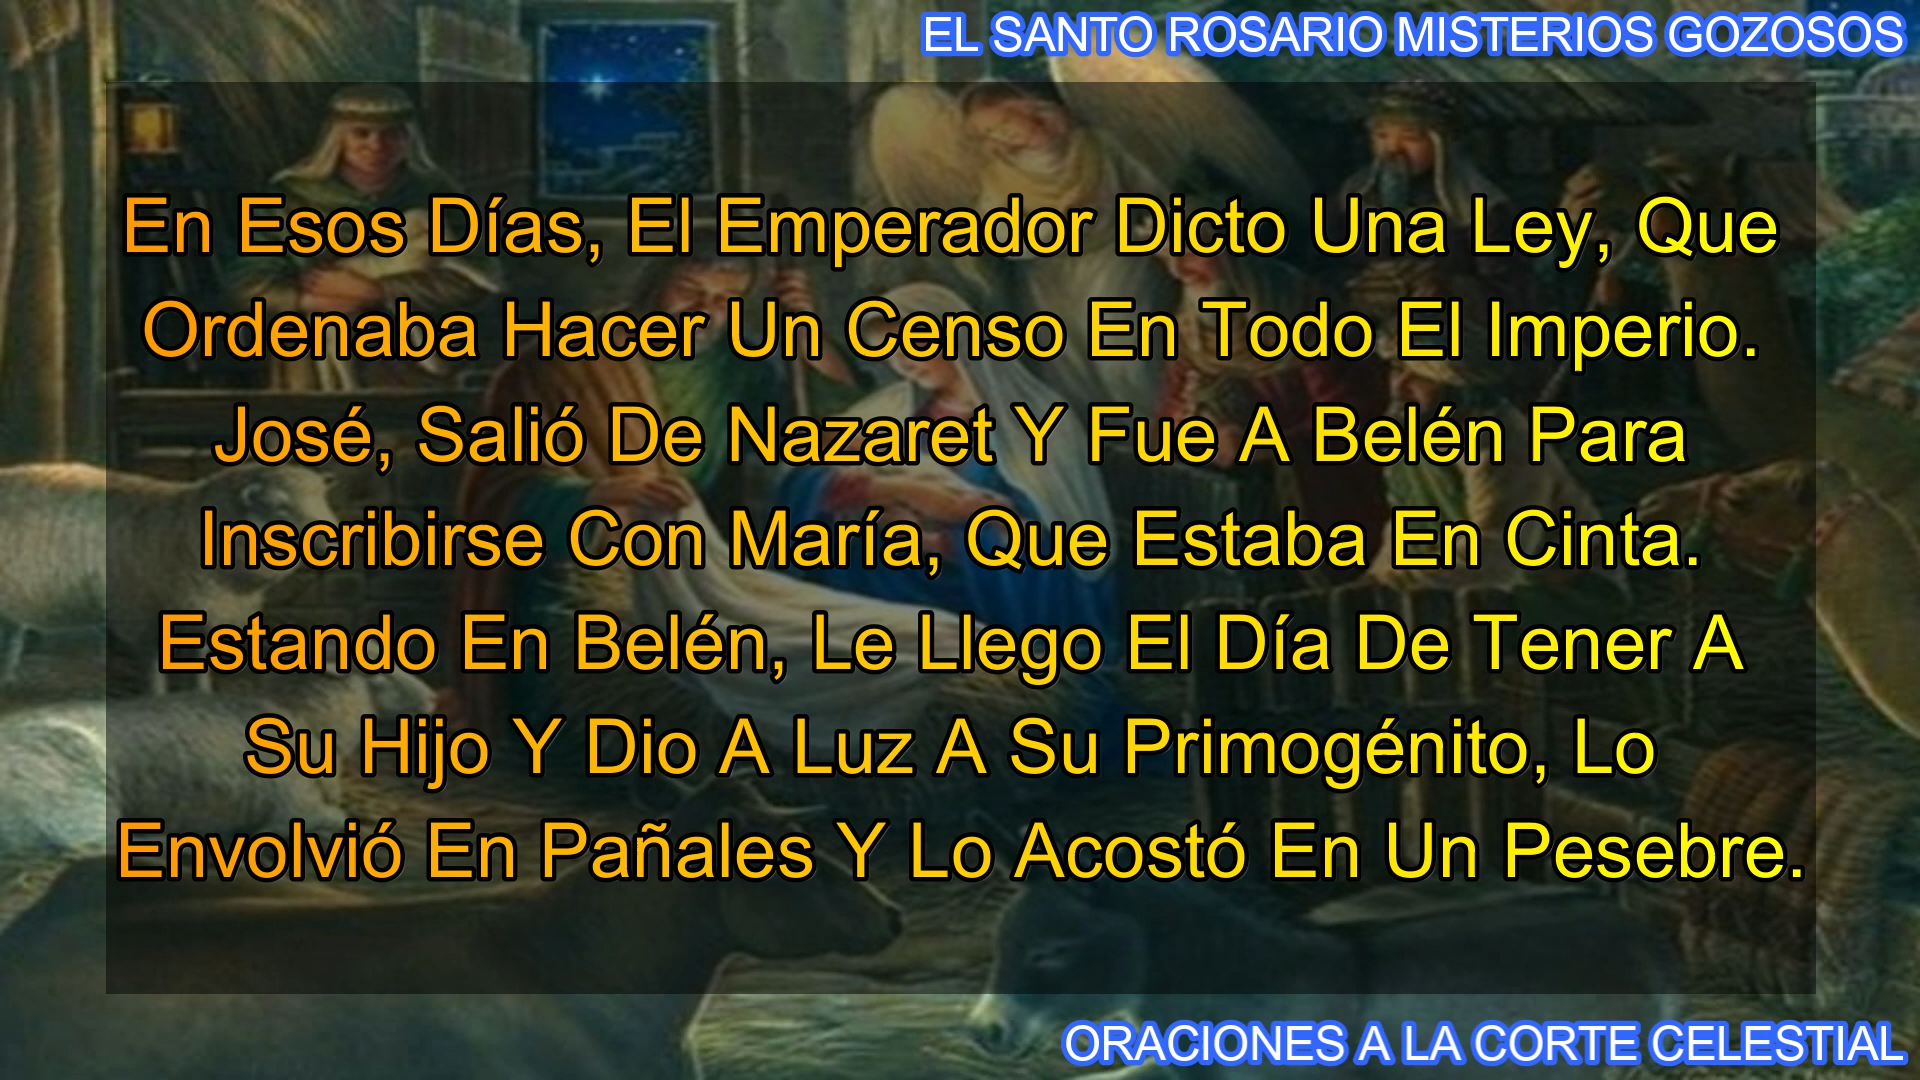 EL SANTO ROSARIO MISTERIOS GOZOSOS
En Esos Días, El Emperador Dicto Una Ley, Que
Ordenaba Hacer Un Censo En Todo El Imperio.
José, Salió De Nazaret Y Fue A Belén Para
Inscribirse Con María, Que Estaba En Cinta.
Estando En Belén, Le Llego El Día De Tener A
Su Hijo Y Dio A Luz A Su Primogénito, Lo
Envolvió En Pañales Y Lo Acostó En Un Pesebre.
ORACIONES A LA CORTE CELESTIAL